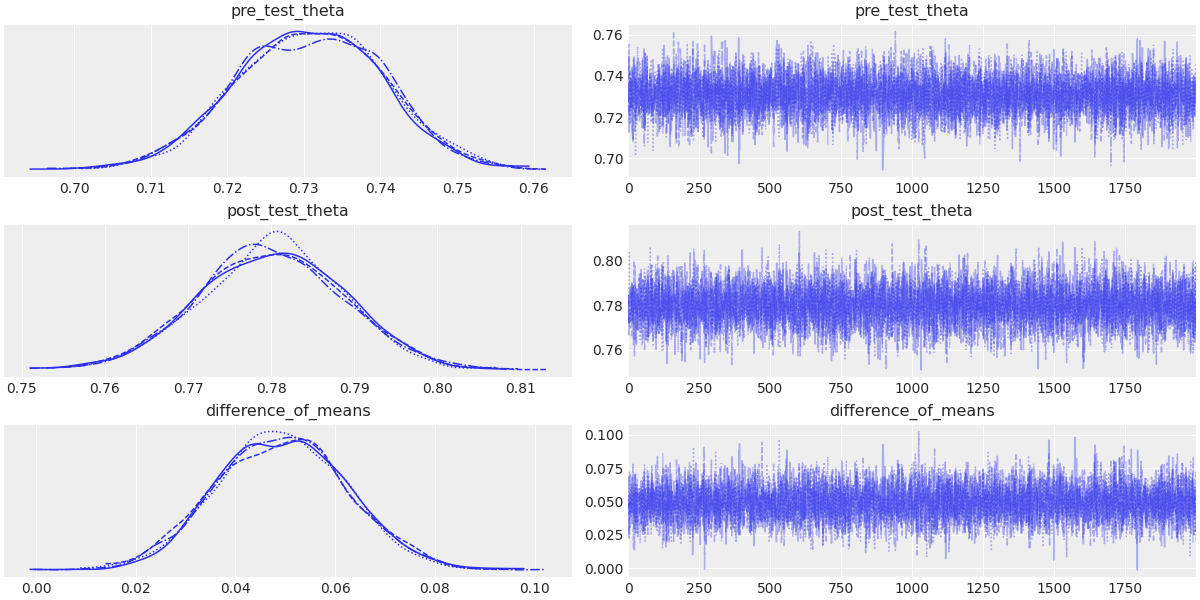 pre_test_theta
0.70 0.71 0.72 0.73 0.74 0.75 0.76
pre_test_theta
0.76
0.74
0.72
0.70
0 250 500 750 1000 1250 1500 1750
post_test_theta
0.75 0.76 0.77 0.78 0.79 0.80 0.81
post_test_theta
0.80
0.78
0.76
0 250 500 750 1000 1250 1500 1750
difference_of_means
0.00 0.02 0.04 0.06 0.08 0.10
difference_of_means
0.100
0.075
0.050
0.025
0.000
0 250 500 750 1000 1250 1500 1750